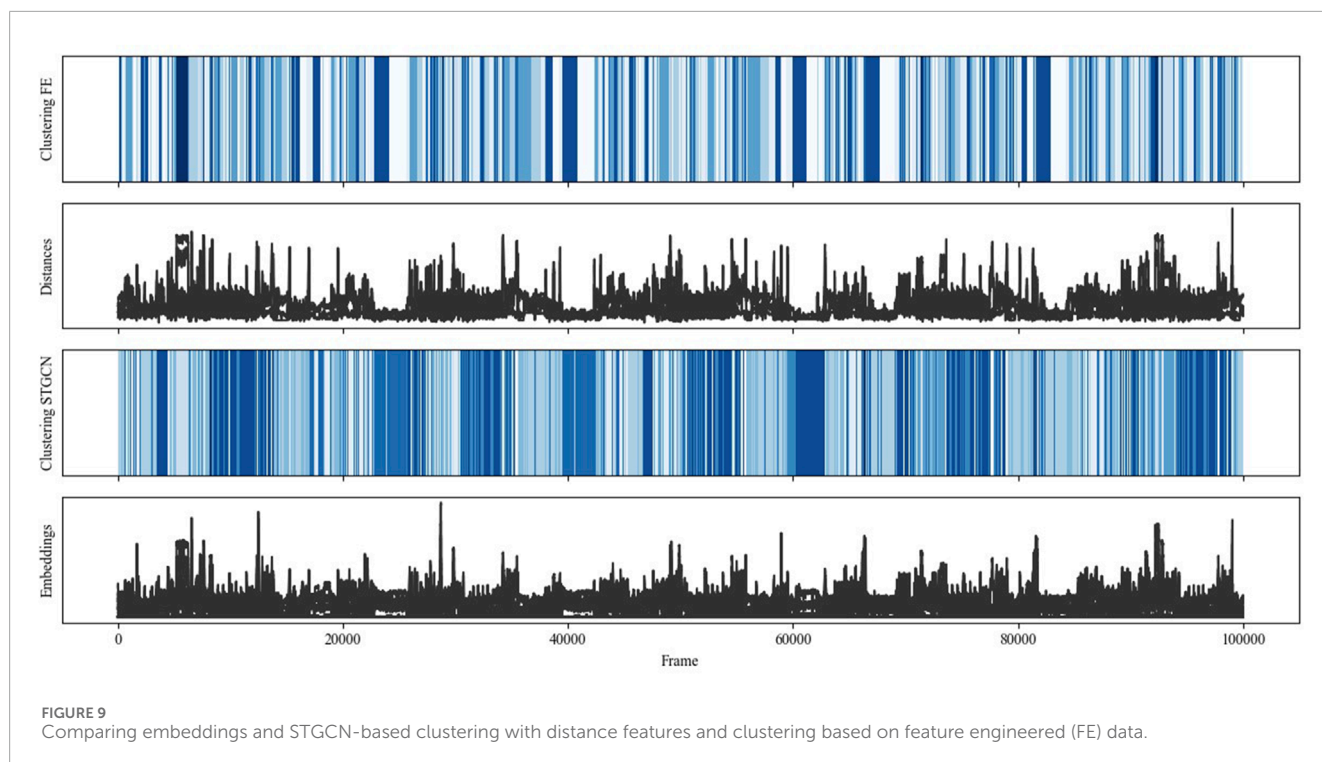 Clustering FE
Distances
Clustering STGCN
Embeddings
0 20000 40000 60000 80000 100000
Frame
FIGURE 9
Comparing embeddings and STGCN-based clustering with distance features and clustering based on feature engineered (FE) data.